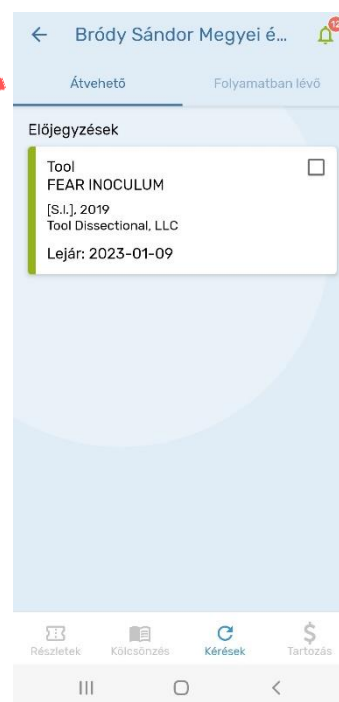 Bródy Sándor Megyei é...
12
Átvehető
Folyamatban lévő
Előjegyzések
Tool
FEAR INOCULUM
[S.l.], 2019
Tool Dissectional, LLC
Lejár: 2023-01-09
Részletek
Kölcsönzés
Kérések
Tartozás